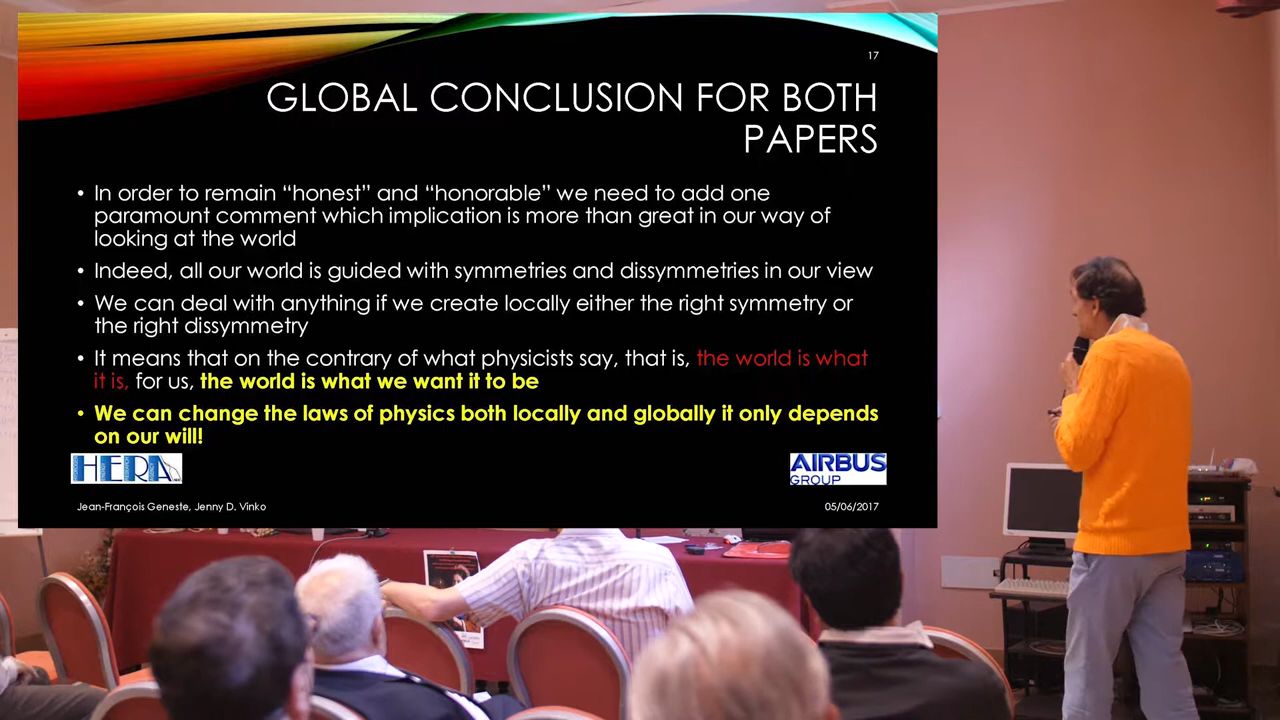 17
GLOBAL CONCLUSION FOR BOTH
PAPERS
• In order to remain “honest” and “honorable” we need to add one
paramount comment which implication is more than great in our way of
looking at the world
• Indeed, all our world is guided with symmetries and dissymmetries in our view
• We can deal with anything if we create locally either the right symmetry or
the right dissymmetry
• It means that on the contrary of what physicists say, that is, the world is what
it is, for us, the world is what we want it to be
• We can change the laws of physics both locally and globally it only depends
on our will!
HERA
AIRBUS
GROUP
Jean-François Geneste, Jenny D. Vinko
05/06/2017